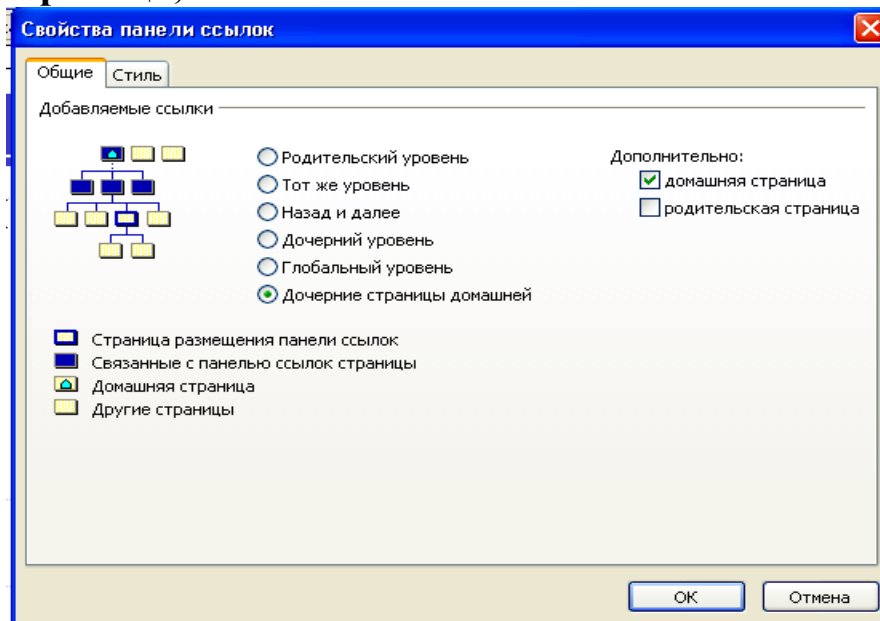 Свойства панели ссылок
Общие
Стиль
Добавляемые ссылки
Родительский уровень
Тот же уровень
Назад и далее
Дочерний уровень
Глобальный уровень
Дочерние страницы домашней
Дополнительно:
домашняя страница
родительская страница
Страница размещения панели ссылок
Связанные с панелью ссылок страницы
Домашняя страница
Другие страницы
ОК
Отмена